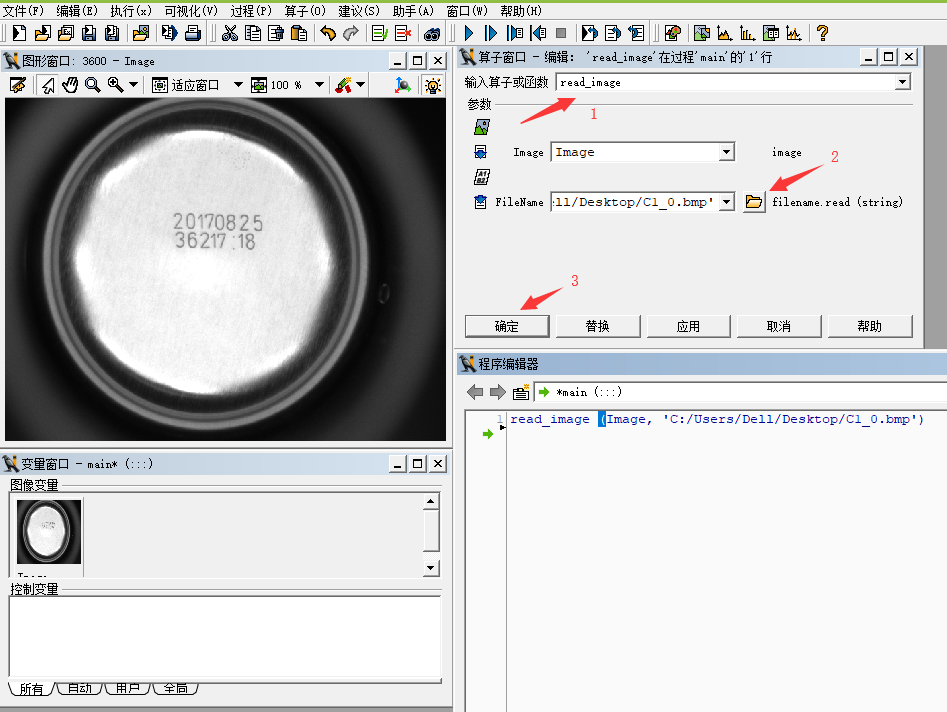 文件(F) 编辑(E) 执行(x) 可视化(V) 过程(P) 算子(O) 建议(S) 助手(A) 窗口(W) 帮助(H)
图形窗口: 3600 - Image
适应窗口 100 %
20170825
36217:18
算子窗口 - 编辑: 'read_image'在过程'main'的'1'行
输入算子或函数 read_image
1
参数
Image Image image
2
FileName :ll/Desktop/C1_0.bmp' filename.read (string)
3
确定 替换 应用 取消 帮助
程序编辑器
*main (:::)
1 read_image (Image, 'C:/Users/Dell/Desktop/C1_0.bmp')
变量窗口 - main* (:::)
图像变量
控制变量
所有 自动 用户 全局